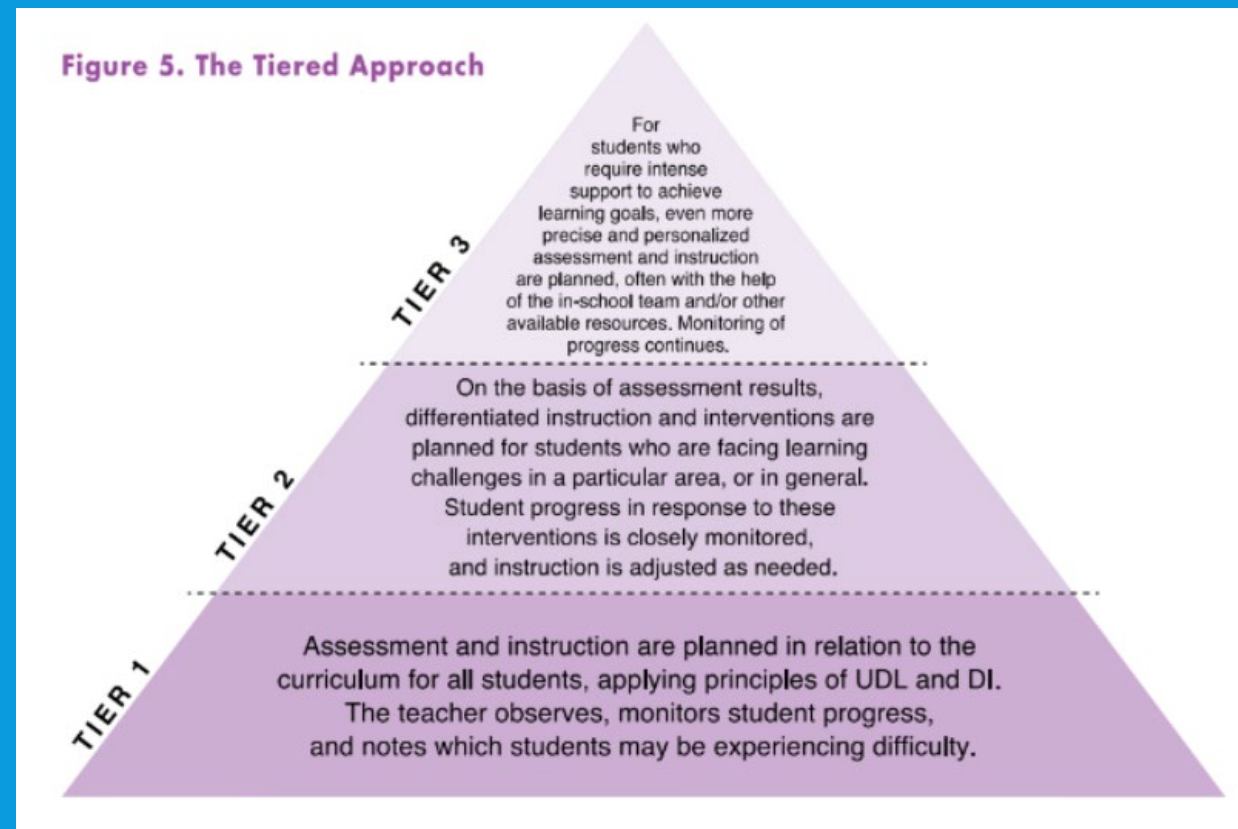 Figure 5. The Tiered Approach
For
students who
require intense
support to achieve
learning goals, even more
precise and personalized
assessment and instruction
are planned, often with the help
of the in-school team and/or other
available resources. Monitoring of
progress continues.
TIER 3
On the basis of assessment results,
differentiated instruction and interventions are
planned for students who are facing learning
challenges in a particular area, or in general.
Student progress in response to these
interventions is closely monitored,
and instruction is adjusted as needed.
TIER 2
Assessment and instruction are planned in relation to the
curriculum for all students, applying principles of UDL and DI.
The teacher observes, monitors student progress,
and notes which students may be experiencing difficulty.
TIER 1